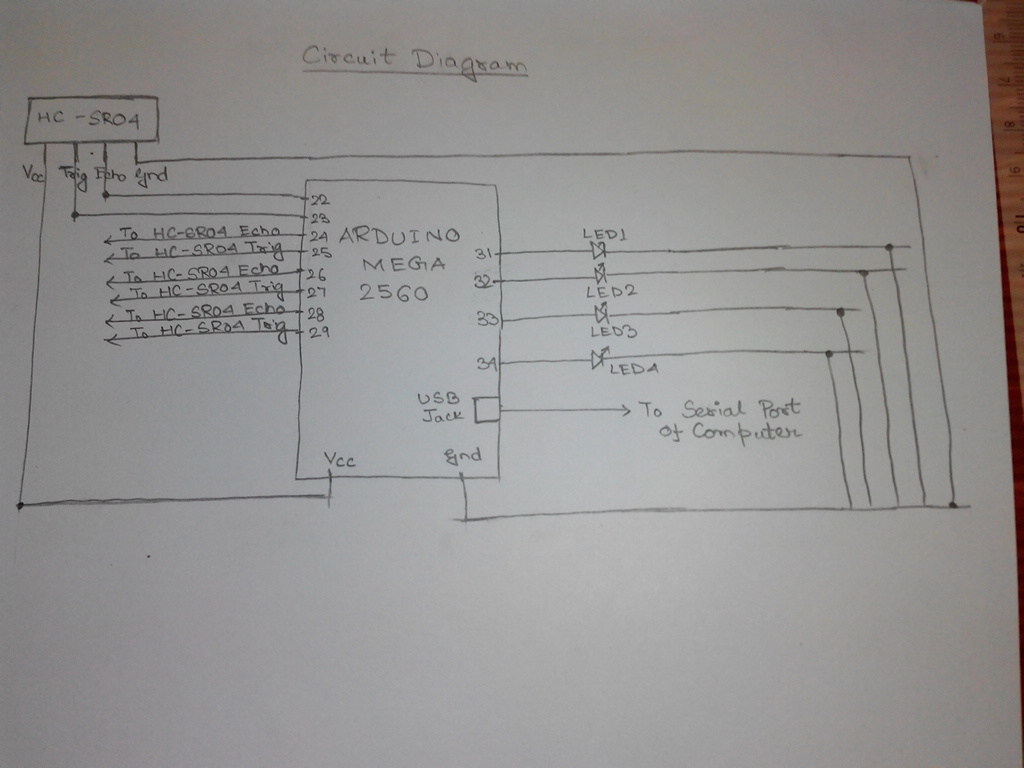 Circuit Diagram
HC-SR04
Vcc Trig Echo Gnd
22
23
To HC-SR04 Echo 24
To HC-SR04 Trig 25
To HC-SR04 Echo 26
To HC-SR04 Trig 27
To HC-SR04 Echo 28
To HC-SR04 Trig 29
ARDUINO
MEGA
2560
31 LED1
32 LED2
33 LED3
34 LED4
USB
Jack
To Serial Port
of Computer
Vcc Gnd